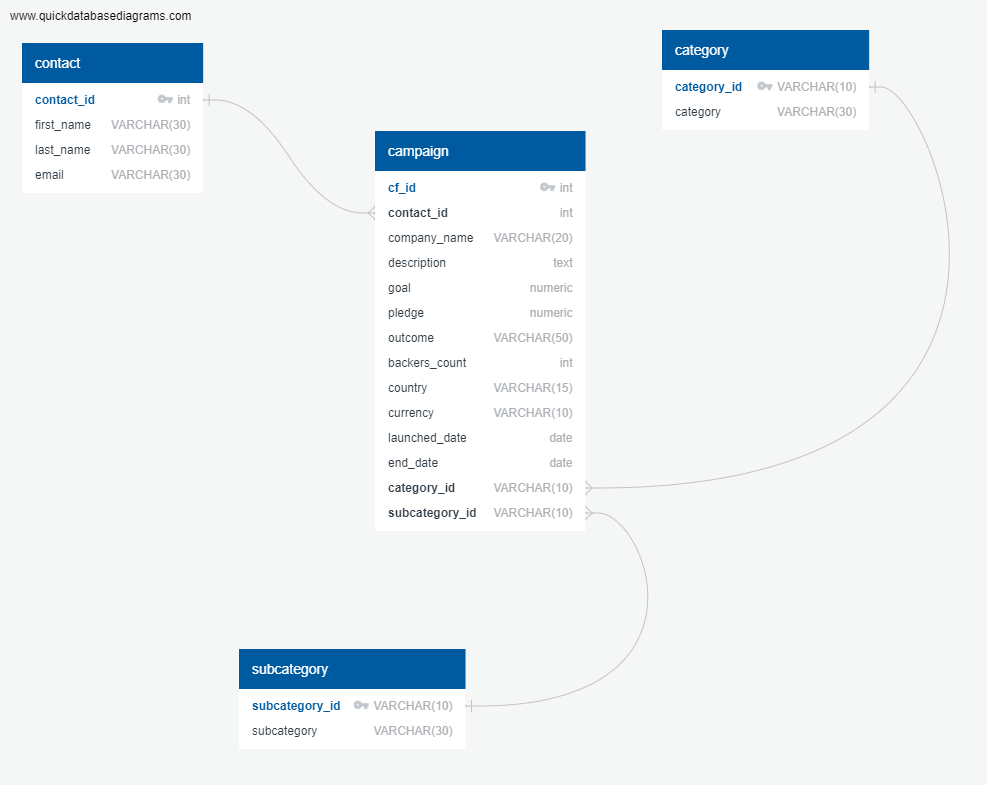 www.quickdatabasediagrams.com
contact
contact_id int
first_name VARCHAR(30)
last_name VARCHAR(30)
email VARCHAR(30)
category
category_id VARCHAR(10)
category VARCHAR(30)
campaign
cf_id int
contact_id int
company_name VARCHAR(20)
description text
goal numeric
pledge numeric
outcome VARCHAR(50)
backers_count int
country VARCHAR(15)
currency VARCHAR(10)
launched_date date
end_date date
category_id VARCHAR(10)
subcategory_id VARCHAR(10)
subcategory
subcategory_id VARCHAR(10)
subcategory VARCHAR(30)